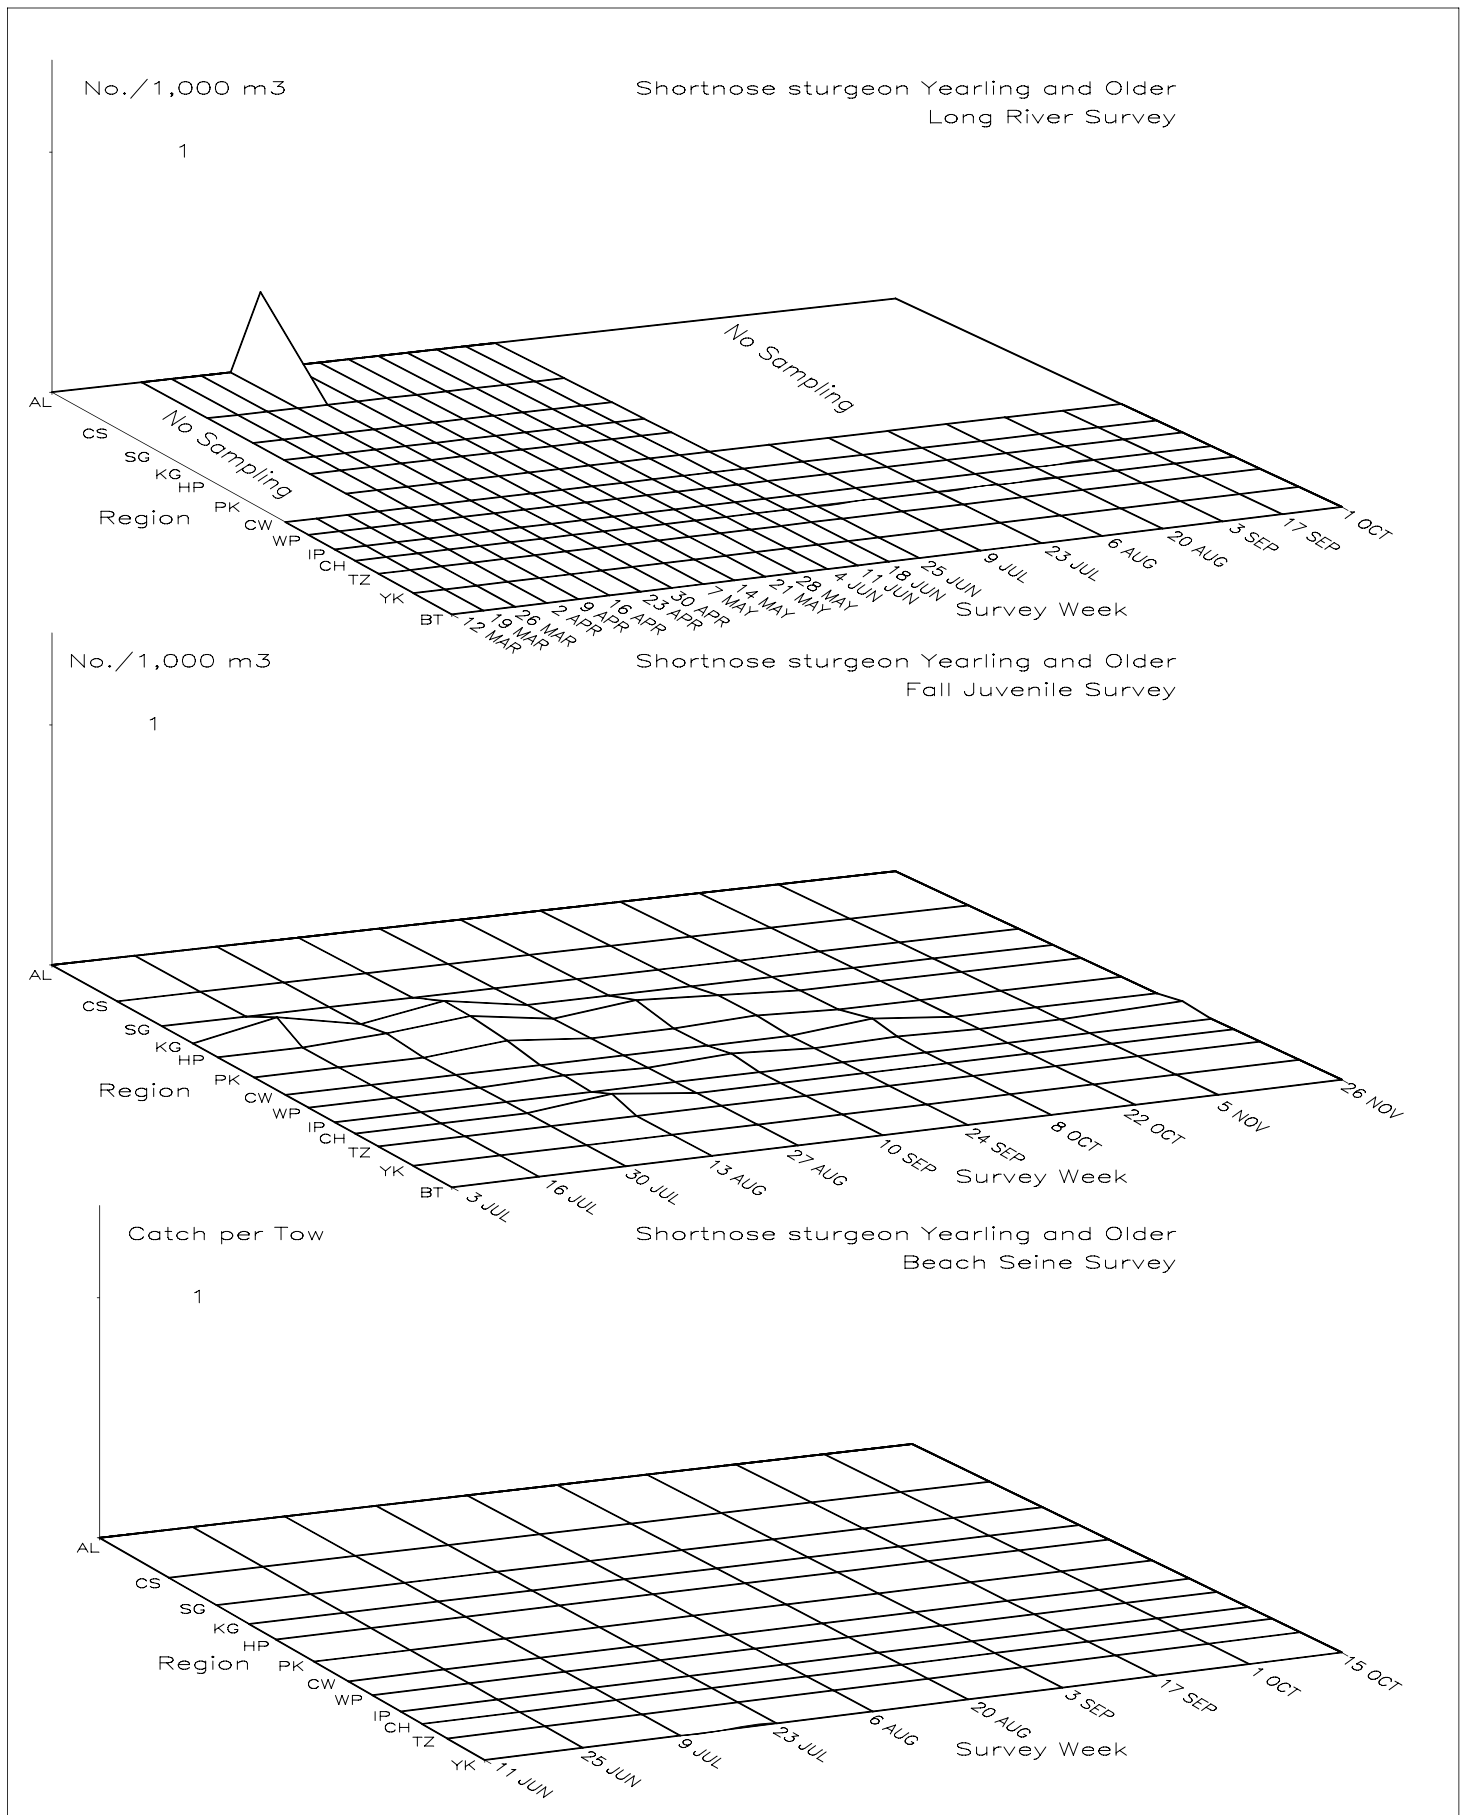 No./1,000 m3
Shortnose sturgeon Yearling and Older
Long River Survey
1
No Sampling
AL
CS
SG
KG
HP
PK
CW
WP
IP
CH
TZ
YK
BT
No Sampling
Region
12 MAR
19 MAR
26 MAR
2 APR
9 APR
16 APR
23 APR
30 APR
7 MAY
14 MAY
21 MAY
28 MAY
4 JUN
11 JUN
18 JUN
25 JUN
9 JUL
23 JUL
6 AUG
20 AUG
3 SEP
17 SEP
1 OCT
Survey Week
No./1,000 m3
Shortnose sturgeon Yearling and Older
Fall Juvenile Survey
1
AL
CS
SG
KG
HP
PK
CW
WP
IP
CH
TZ
YK
BT
Region
3 JUL
16 JUL
30 JUL
13 AUG
27 AUG
10 SEP
24 SEP
8 OCT
22 OCT
5 NOV
26 NOV
Survey Week
Catch per Tow
Shortnose sturgeon Yearling and Older
Beach Seine Survey
1
AL
CS
SG
KG
HP
PK
CW
WP
IP
CH
TZ
YK
Region
11 JUN
25 JUN
9 JUL
23 JUL
6 AUG
20 AUG
3 SEP
17 SEP
1 OCT
15 OCT
Survey Week